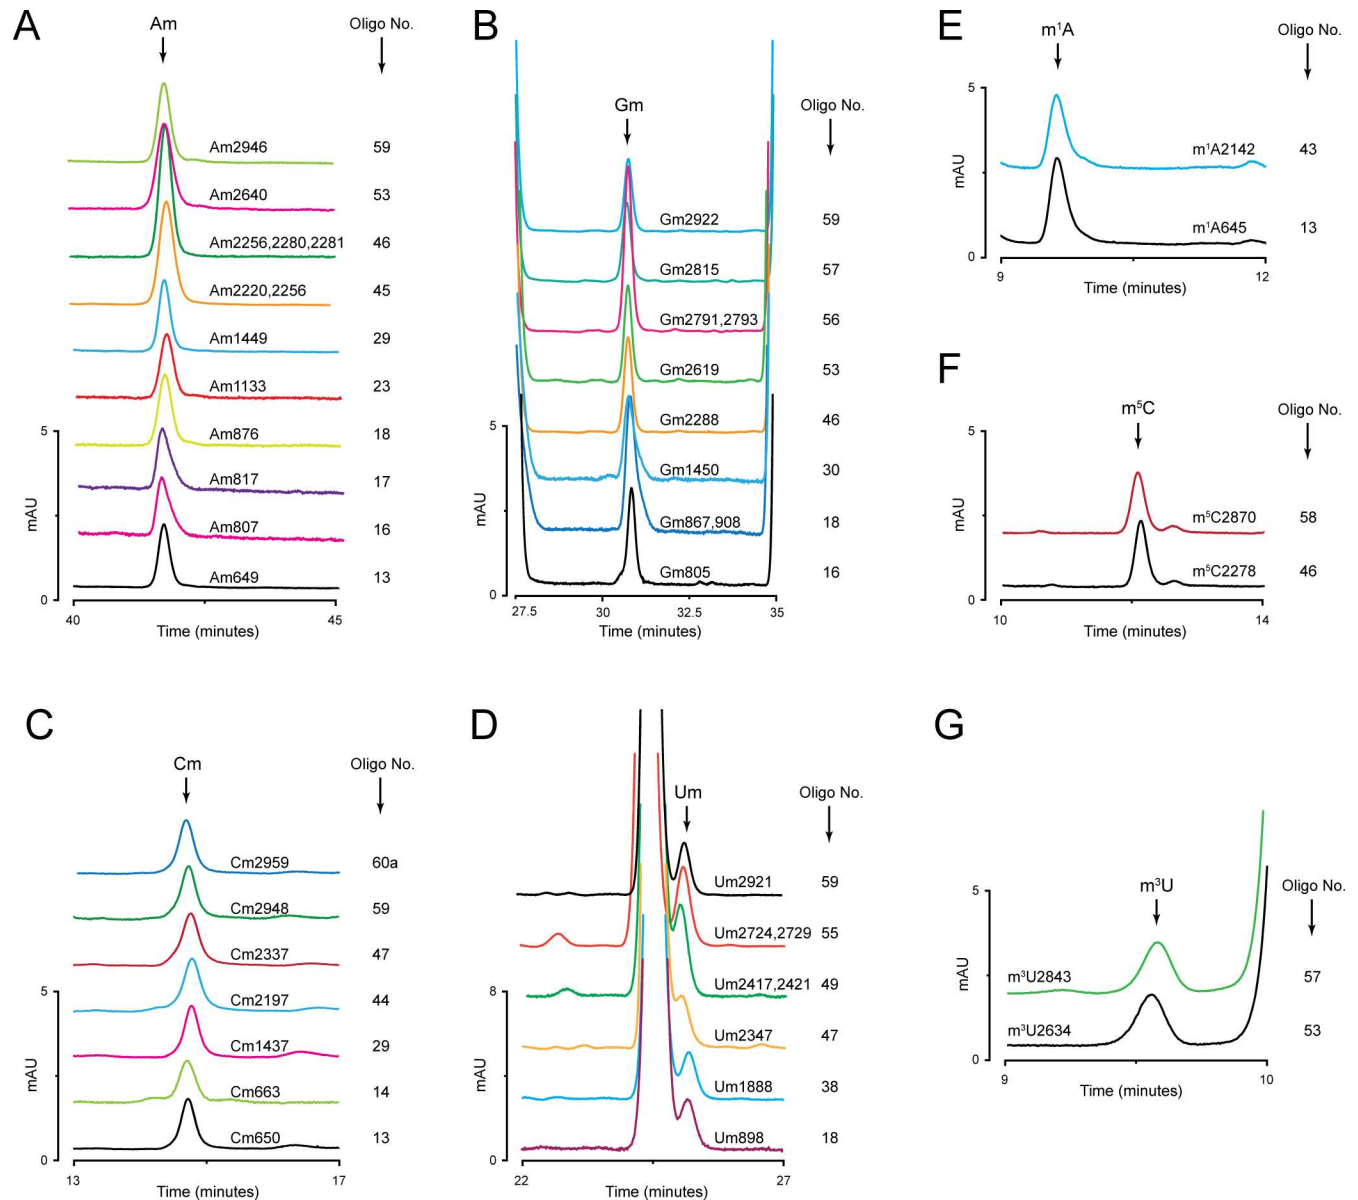 A
Am
Oligo No.
Am2946 59
Am2640 53
Am2256,2280,2281 46
Am2220,2256 45
Am1449 29
Am1133 23
Am876 18
Am817 17
Am807 16
Am649 13
5
0
mAU
40 45
Time (minutes)
B
Gm
Oligo No.
Gm2922 59
Gm2815 57
Gm2791,2793 56
Gm2619 53
Gm2288 46
Gm1450 30
Gm867,908 18
Gm805 16
5
0
mAU
27.5 30 32.5 35
Time (minutes)
E
m¹A
Oligo No.
m¹A2142 43
m¹A645 13
5
0
mAU
9 12
Time (minutes)
F
m⁵C
Oligo No.
m⁵C2870 58
m⁵C2278 46
5
0
mAU
10 14
Time (minutes)
C
Cm
Oligo No.
Cm2959 60a
Cm2948 59
Cm2337 47
Cm2197 44
Cm1437 29
Cm663 14
Cm650 13
5
0
mAU
13 17
Time (minutes)
D
Um
Oligo No.
Um2921 59
Um2724,2729 55
Um2417,2421 49
Um2347 47
Um1888 38
Um898 18
8
0
mAU
22 27
Time (minutes)
G
m³U
Oligo No.
m³U2843 57
m³U2634 53
5
0
mAU
9 10
Time (minutes)